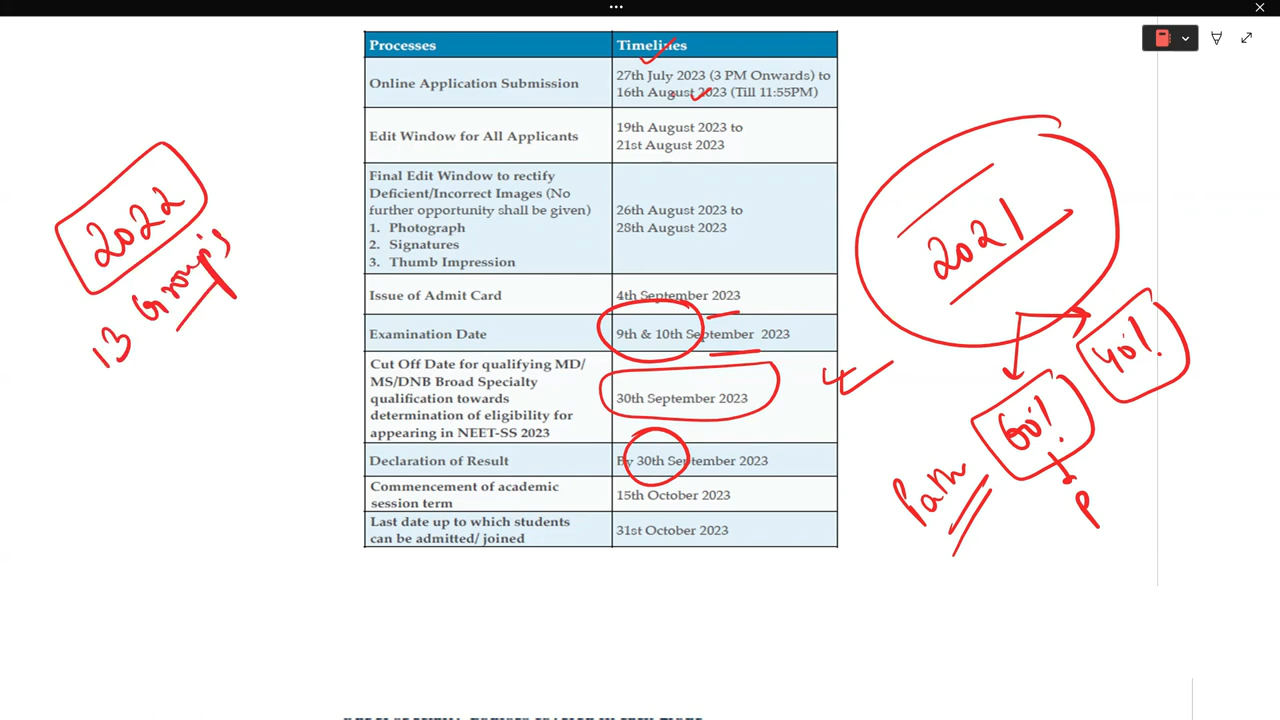 Processes
Timelines
Online Application Submission
27th July 2023 (3 PM Onwards) to
16th August 2023 (Till 11:55PM)
Edit Window for All Applicants
19th August 2023 to
21st August 2023
Final Edit Window to rectify
Deficient/Incorrect Images (No
further opportunity shall be given)
1. Photograph
2. Signatures
3. Thumb Impression
26th August 2023 to
28th August 2023
Issue of Admit Card
4th September 2023
Examination Date
9th & 10th September 2023
Cut Off Date for qualifying MD/
MS/DNB Broad Specialty
qualification towards
determination of eligibility for
appearing in NEET-SS 2023
30th September 2023
Declaration of Result
By 30th September 2023
Commencement of academic
session term
15th October 2023
Last date up to which students
can be admitted/ joined
31st October 2023
2022
13 Group's
2021
40%
60%
Path
P